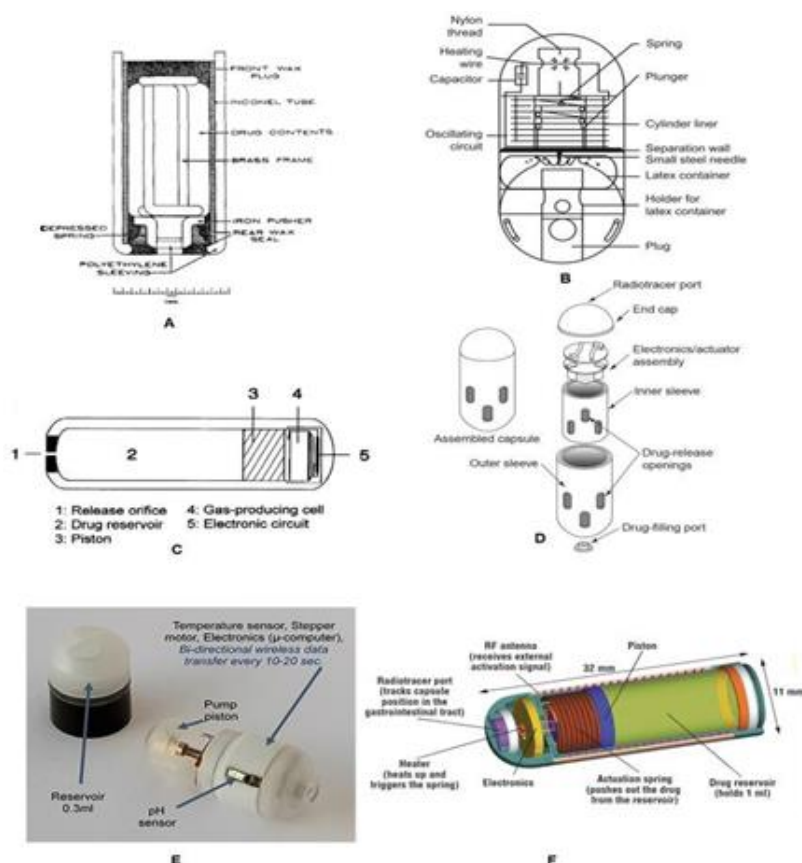 FRONT WAX
PLUG
INCONEL TUBE
DRUG CONTENTS
BRASS FRAME
IRON PUSHER
REAR WAX
SEAL
DEPRESSED
SPRING
POLYETHYLENE
SLEEVING
A
Nylon
thread
Heating
wire
Capacitor
Oscillating
circuit
Spring
Plunger
Cylinder liner
Separation wall
Small steel needle
Latex container
Holder for
latex container
Plug
B
3
4
1
2
5
1: Release orifice
2: Drug reservoir
3: Piston
4: Gas-producing cell
5: Electronic circuit
C
Radiotracer port
End cap
Electronics/actuator
assembly
Inner sleeve
Assembled capsule
Drug-release
openings
Outer sleeve
Drug-filling port
D
Temperature sensor, Stepper
motor, Electronics (μ-computer),
Bi-directional wireless data
transfer every 10-20 sec.
Pump
piston
Reservoir
0.3ml
pH
sensor
E
RF antenna
(receives external
activation signal)
Piston
32 mm
11 mm
Radiotracer port
(tracks capsule
position in the
gastrointestinal tract)
Heater
(heats up and
triggers the spring)
Electronics
Actuation spring
(pushes out the drug
from the reservoir)
Drug reservoir
(holds 1 ml)
F